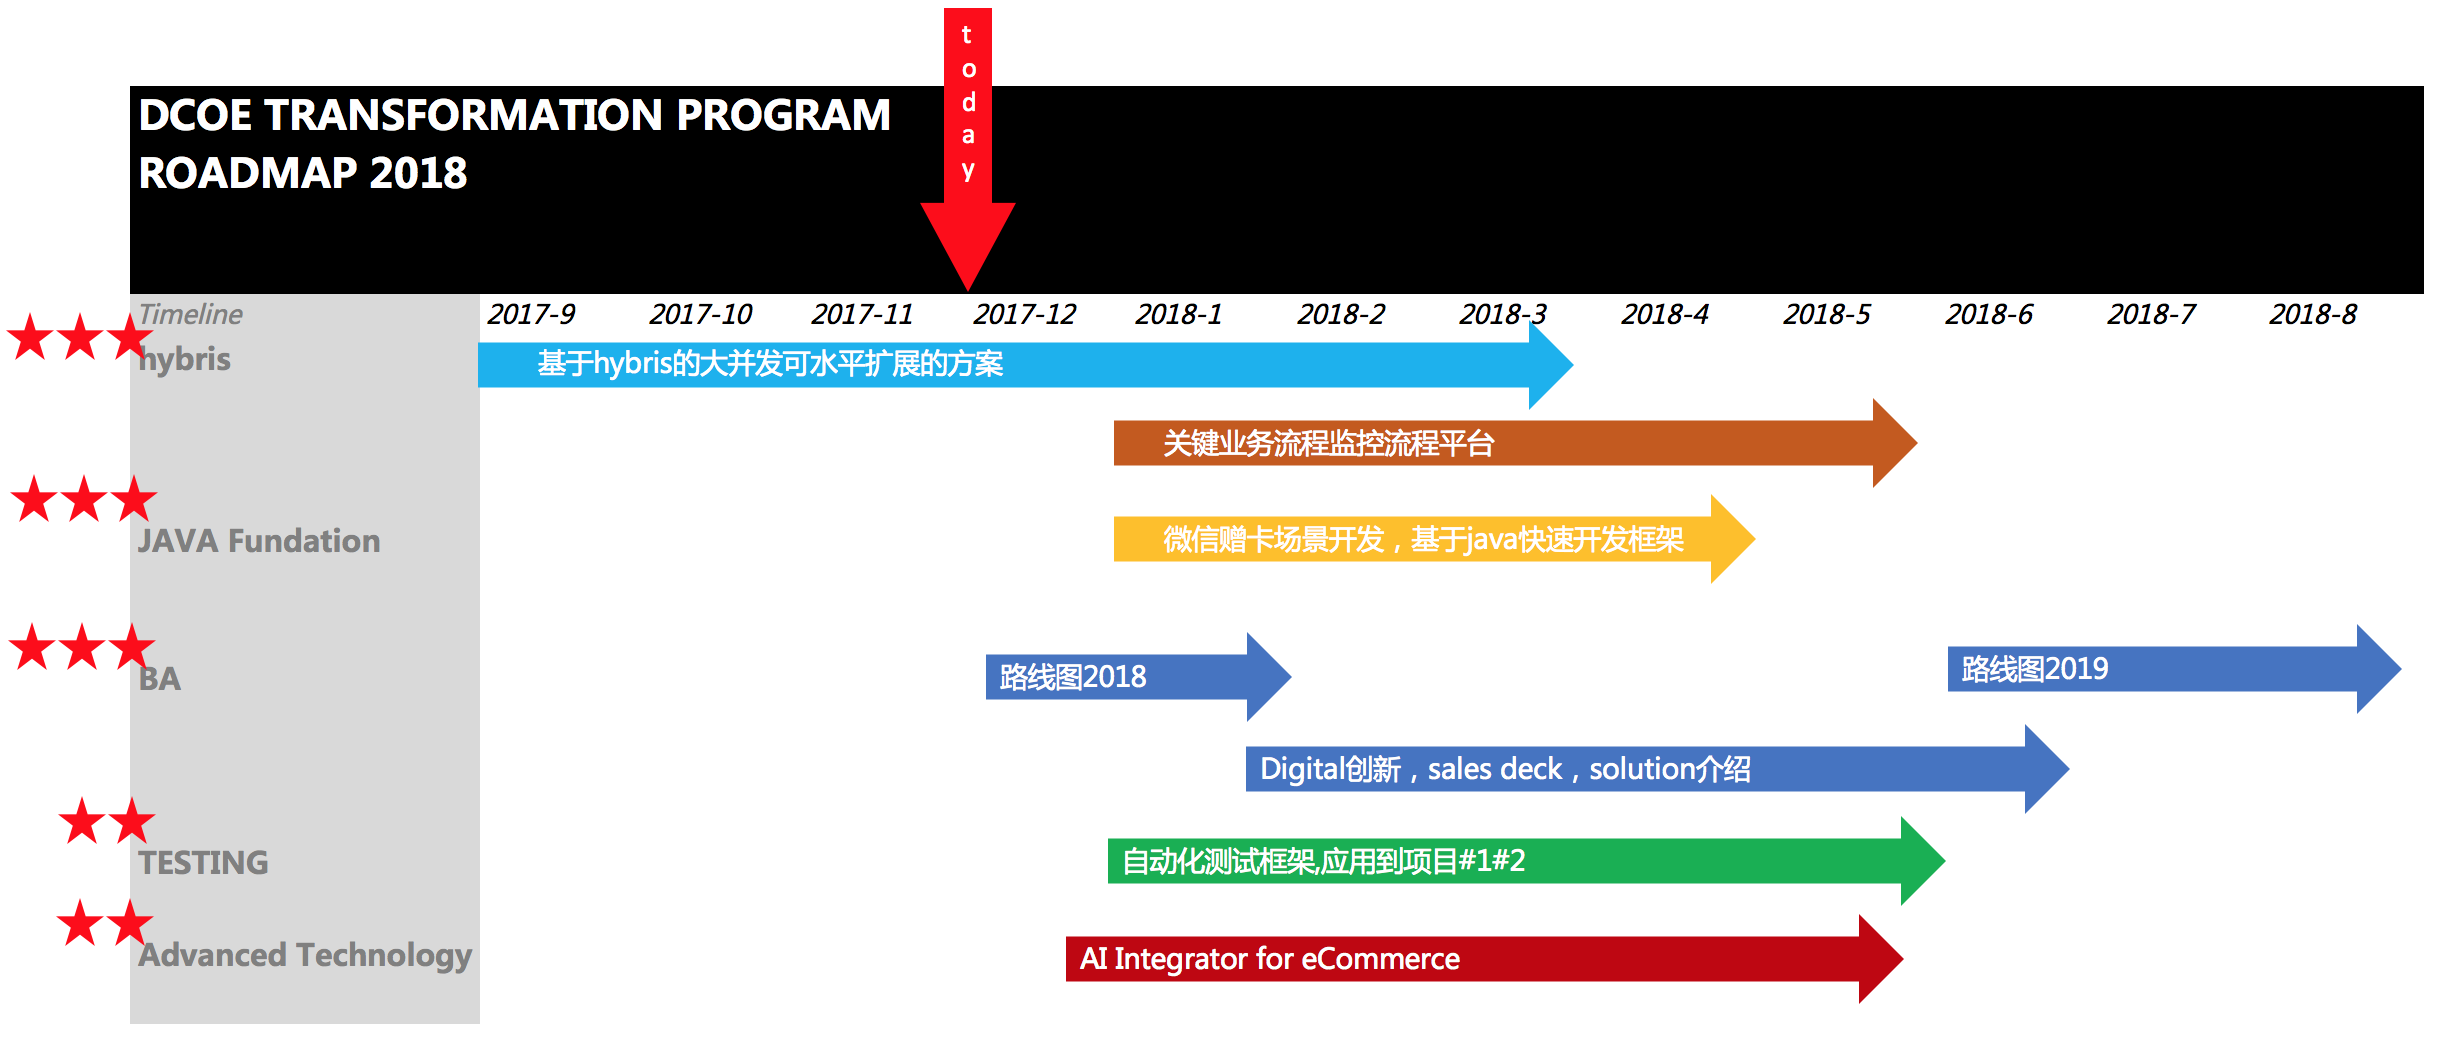 today
DCOE TRANSFORMATION PROGRAM
ROADMAP 2018
Timeline 2017-9 2017-10 2017-11 2017-12 2018-1 2018-2 2018-3 2018-4 2018-5 2018-6 2018-7 2018-8
hybris 基于hybris的大并发可水平扩展的方案
关键业务流程监控流程平台
JAVA Fundation 微信赠卡场景开发，基于java快速开发框架
BA 路线图2018 路线图2019
Digital创新，sales deck，solution介绍
TESTING 自动化测试框架,应用到项目#1#2
Advanced Technology AI Integrator for eCommerce